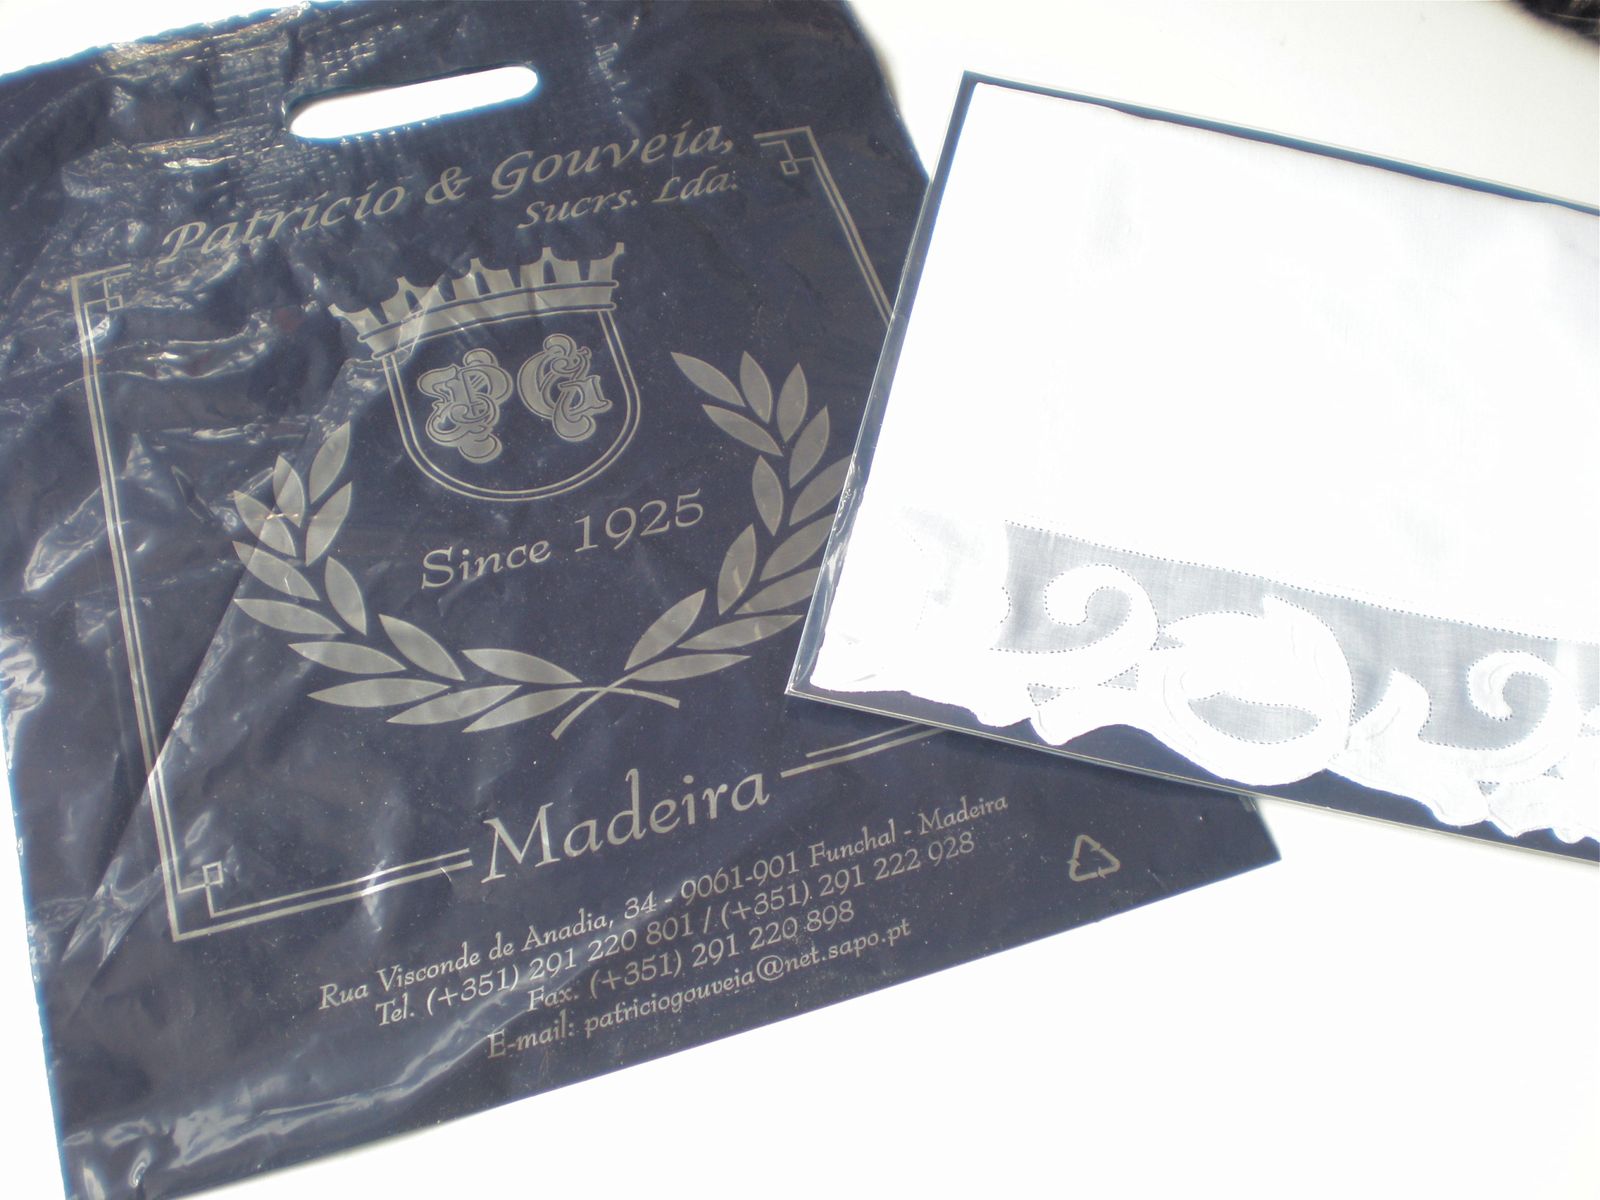 Patrício & Gouveia,
Sucrs. Lda.
PG
Since 1925
Madeira
Rua Visconde de Anadia, 34 - 9061-901 Funchal - Madeira
Tel. (+351) 291 220 801 / (+351) 291 222 928
Fax. (+351) 291 220 898
E-mail: patriciogouveia@net.sapo.pt